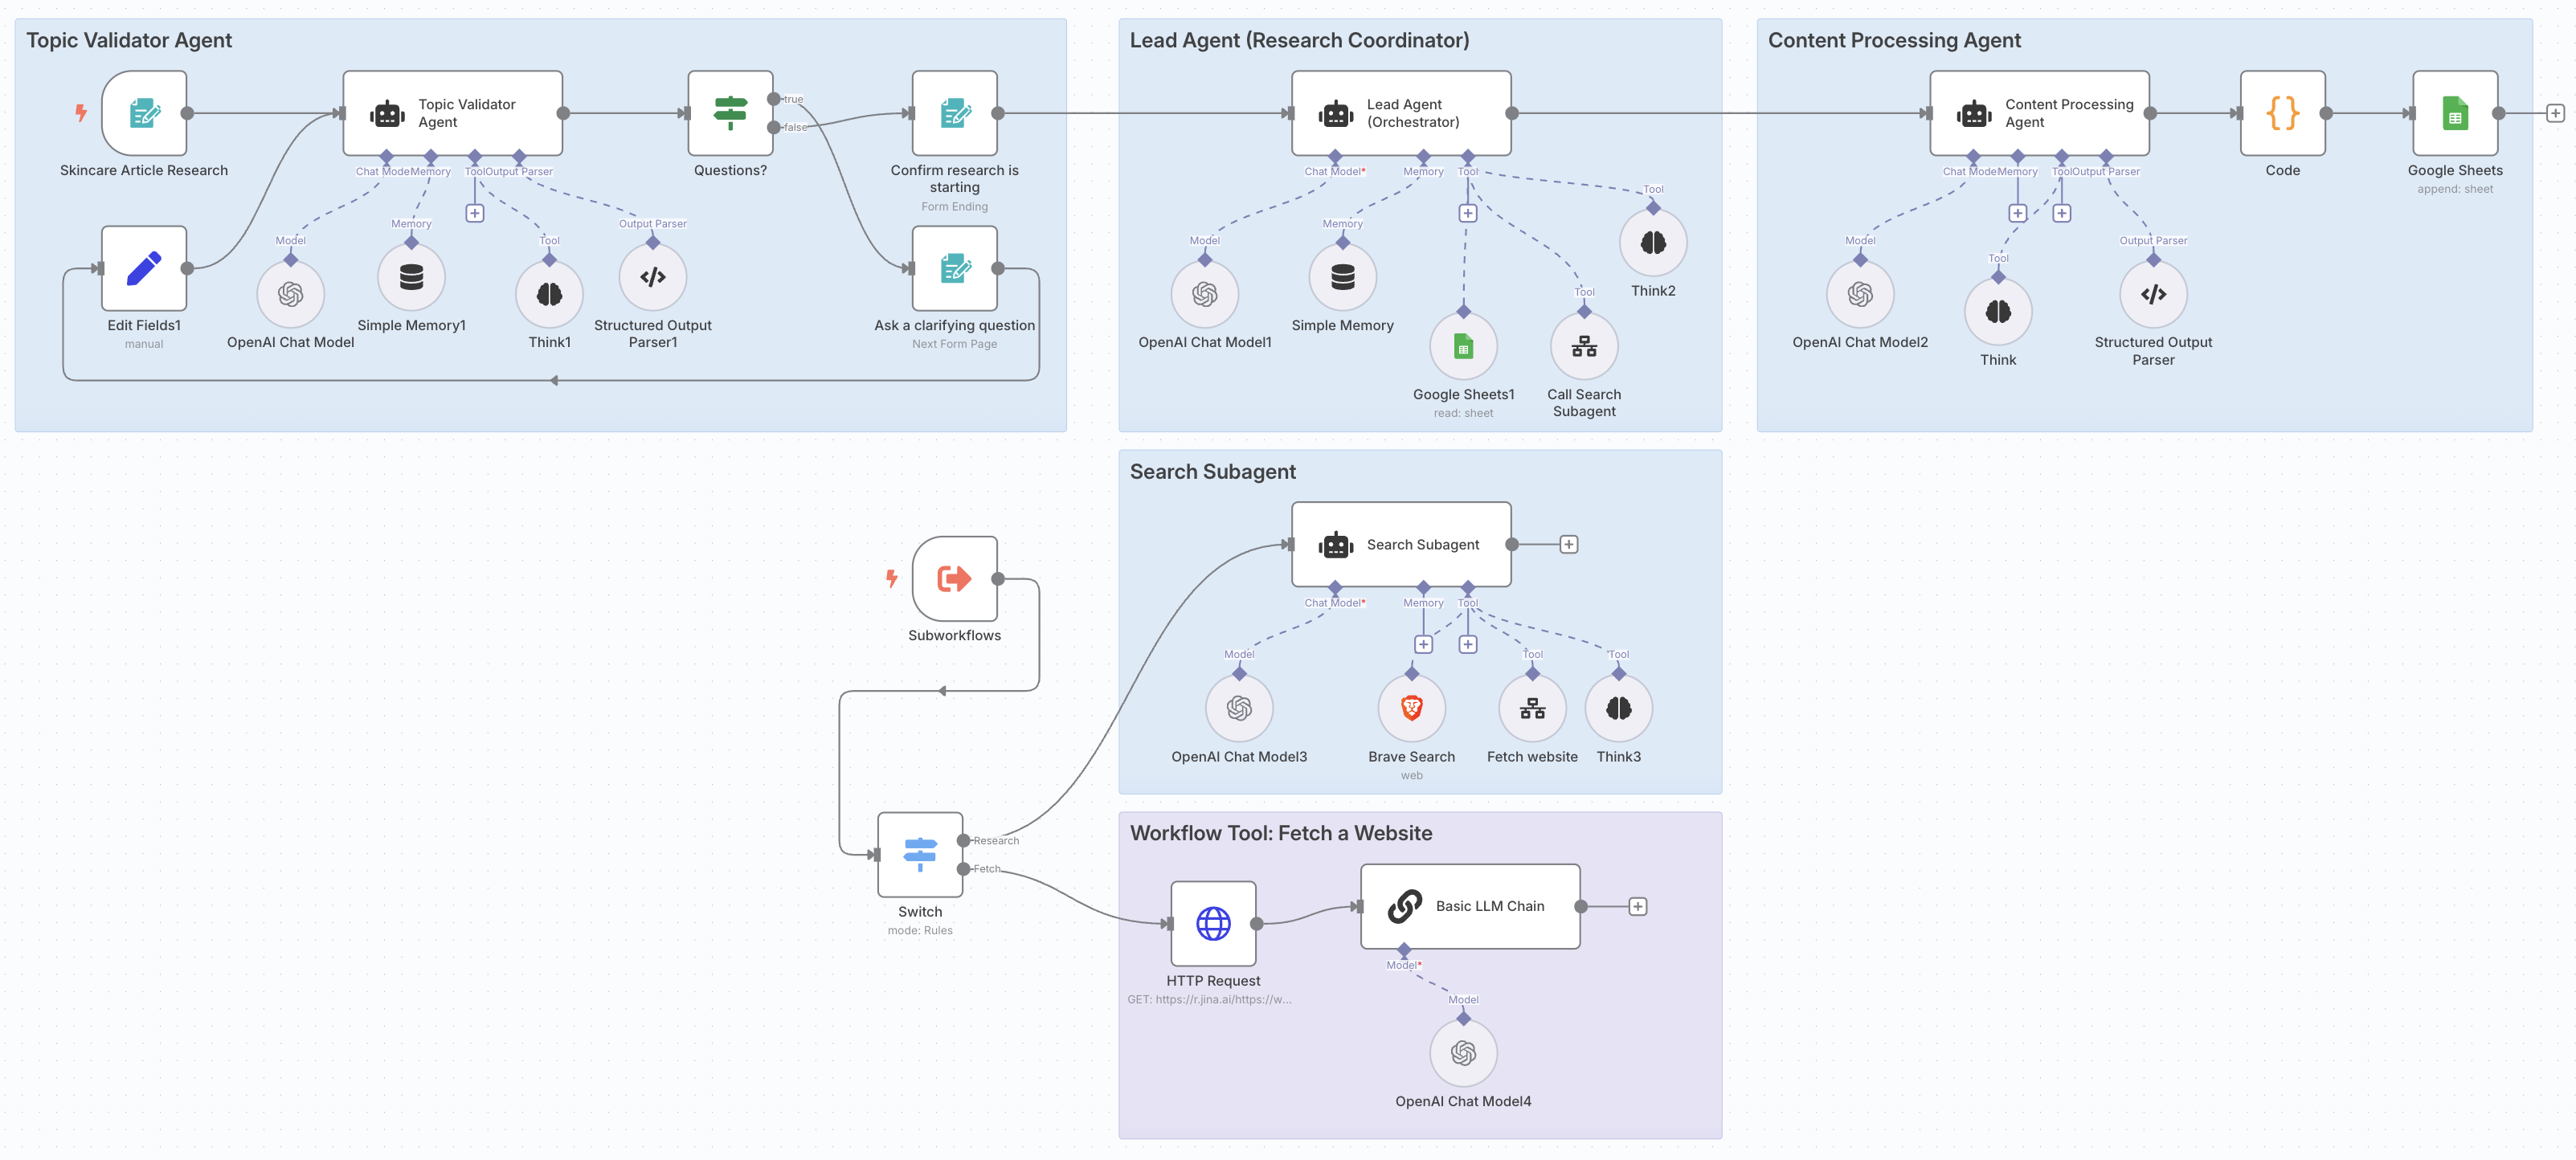 Topic Validator Agent
Skincare Article Research
Topic Validator
Agent
Chat Mode
Memory
Tool
Output Parser
Questions?
true
false
Confirm research is
starting
Form Ending
Edit Fields1
manual
Model
OpenAI Chat Model
Memory
Simple Memory1
Tool
Think1
Output Parser
Structured Output
Parser1
Ask a clarifying question
Next Form Page
Lead Agent (Research Coordinator)
Lead Agent
(Orchestrator)
Chat Model*
Memory
Tool
Model
OpenAI Chat Model1
Memory
Simple Memory
Google Sheets1
read: sheet
Tool
Call Search
Subagent
Tool
Think2
Content Processing Agent
Content Processing
Agent
Chat Mode
Memory
Tool
Output Parser
Model
OpenAI Chat Model2
Tool
Think
Output Parser
Structured Output
Parser
Code
Google Sheets
append: sheet
Subworkflows
Switch
mode: Rules
Research
Fetch
Search Subagent
Search Subagent
Chat Model*
Memory
Tool
Model
OpenAI Chat Model3
Brave Search
web
Tool
Fetch website
Tool
Think3
Workflow Tool: Fetch a Website
HTTP Request
GET: https://r.jina.ai/https://w...
Basic LLM Chain
Model*
Model
OpenAI Chat Model4